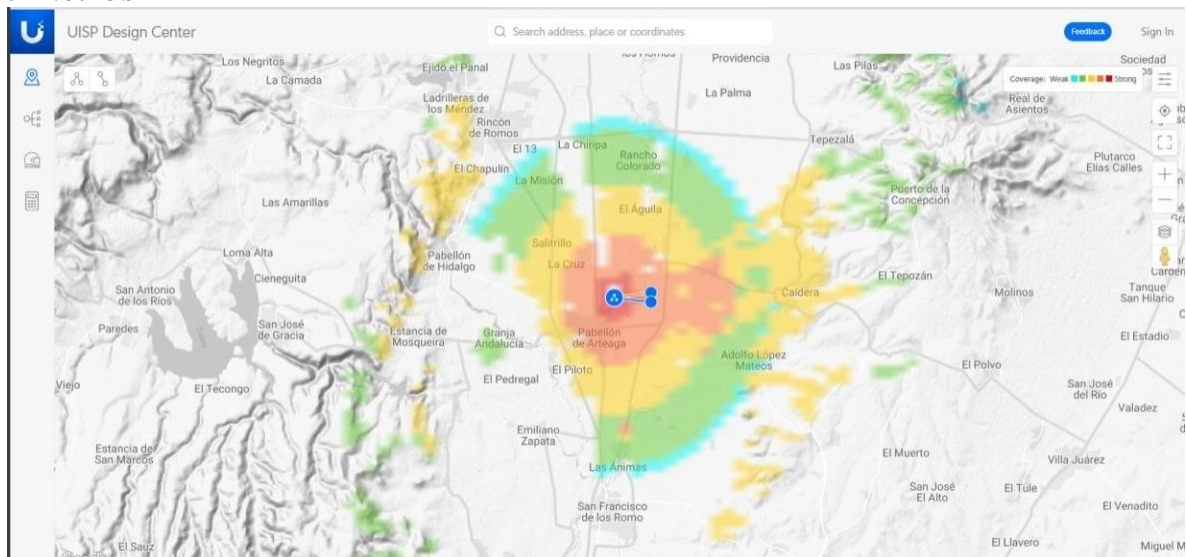 UISP Design Center
Search address, place or coordinates
Feedback
Sign In
Los Negritos
Ejido el Panal
Providencia
Las Pilas
Sociedad
La Camada
Coverage: Weak
Strong
Ladrilleras de
los Méndez
La Palma
Real de
Asientos
Rincón
de Romos
El 13
La Chiripa
Tepezalá
Rancho
Colorado
Plutarco
Elías Calles
El Chapulín
La Misión
Puerto de la
Concepción
Las Amarillas
El Águila
Salitrillo
Loma Alta
Pabellón
de Hidalgo
La Cruz
Cieneguita
El Tepozán
San Antonio
de los Ríos
Caldera
Molinos
Tanque
San Hilario
Paredes
San José
de Gracia
Estancia de
Mosqueira
Granja
Andalucia
Pabellón
de Arteaga
El Estadio
Adolfo López
Mateos
El Piloto
El Polvo
Viejo
El Tecongo
El Pedregal
San José
del Río
Valadez
Emiliano
Zapata
Estancia de
San Marcos
El Muerto
Villa Juárez
Las Ánimas
San José
El Alto
El Tule
San Francisco
de los Romo
El Venadito
El Sauz
El Llavero
Miguel M